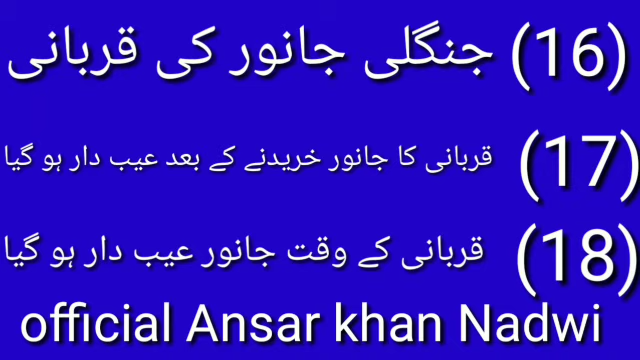 (16) جنگلی جانور کی قربانی
(17) قربانی کا جانور خریدنے کے بعد عیب دار ہو گیا
(18) قربانی کے وقت جانور عیب دار ہو گیا
official Ansar khan Nadwi